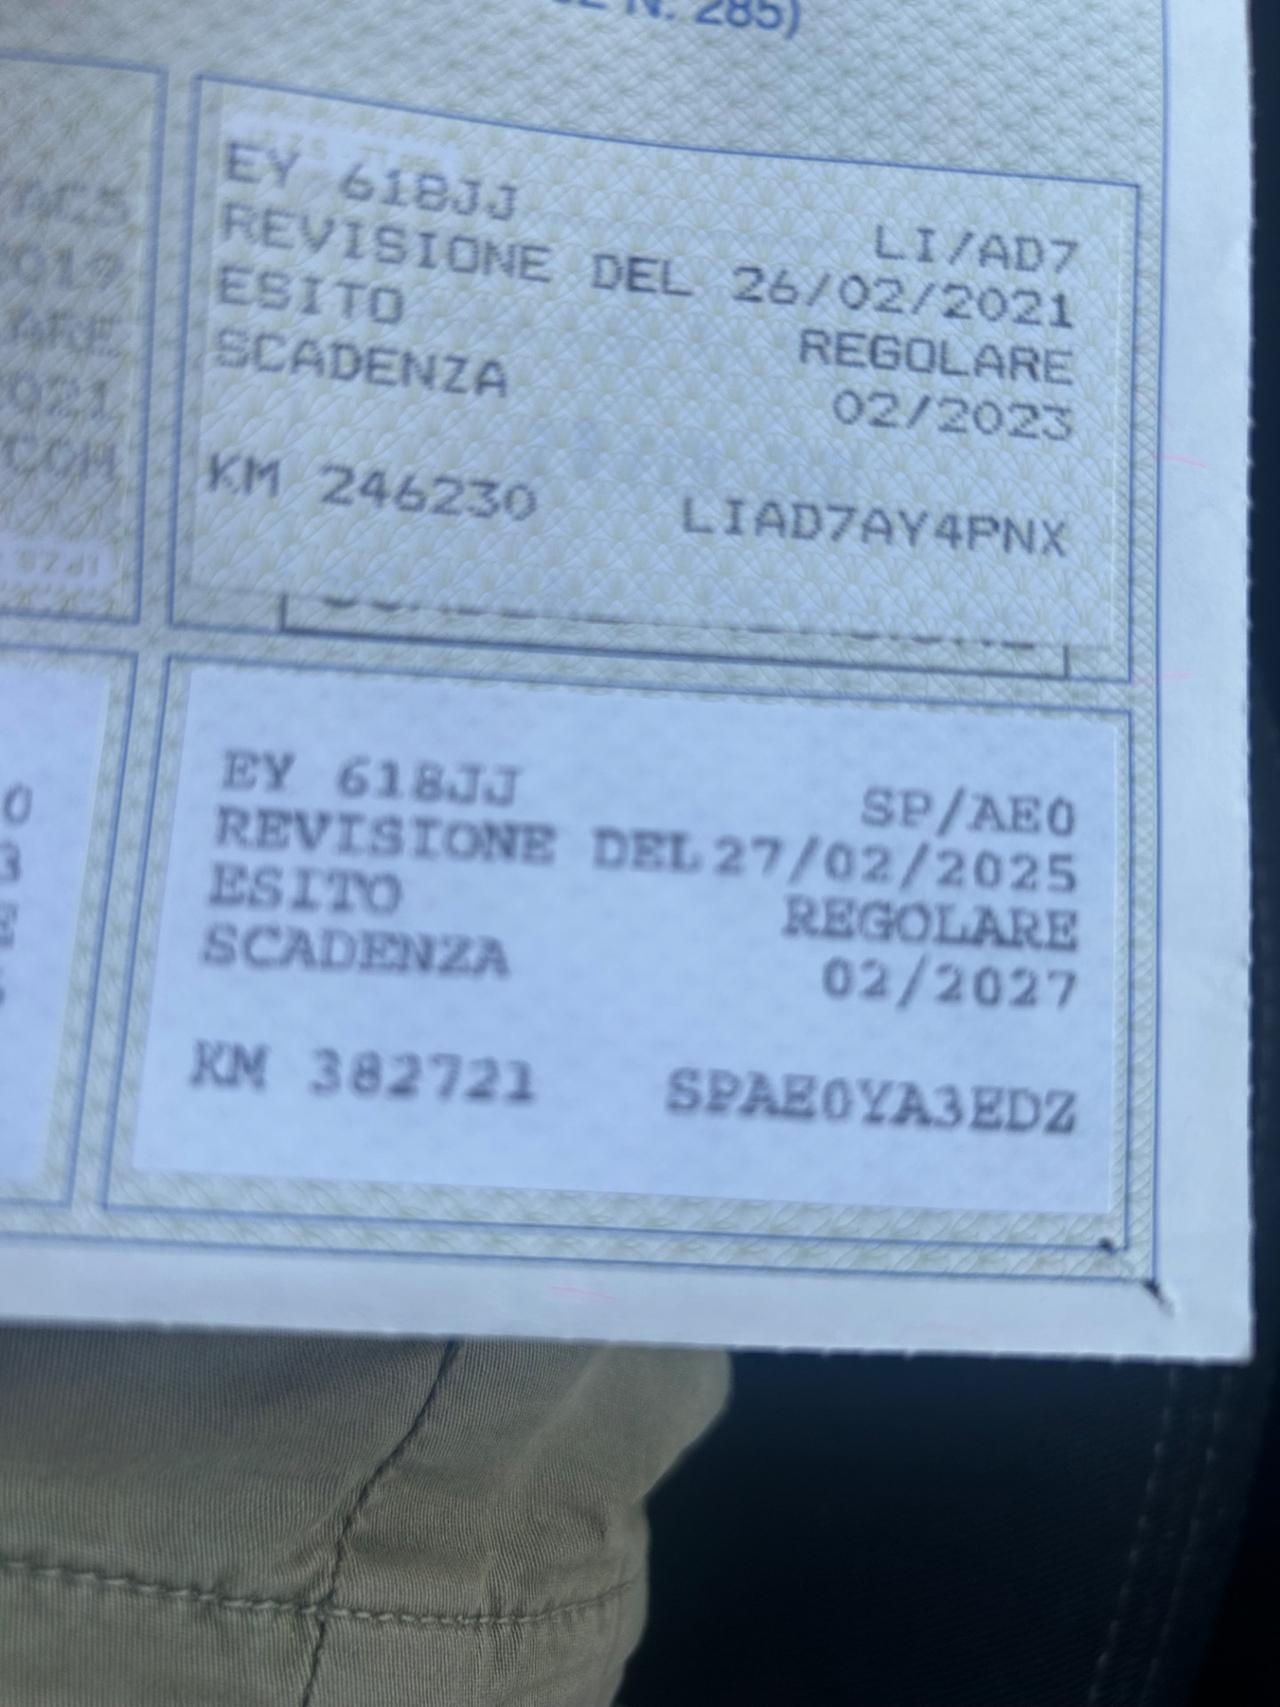 N. 285)
EY 618JJ LI/AD7
REVISIONE DEL 26/02/2021
ESITO REGOLARE
SCADENZA 02/2023
KM 246230 LIAD7AY4PNX
EY 618JJ SP/AE0
REVISIONE DEL 27/02/2025
ESITO REGOLARE
SCADENZA 02/2027
KM 382721 SPAE0YA3EDZ